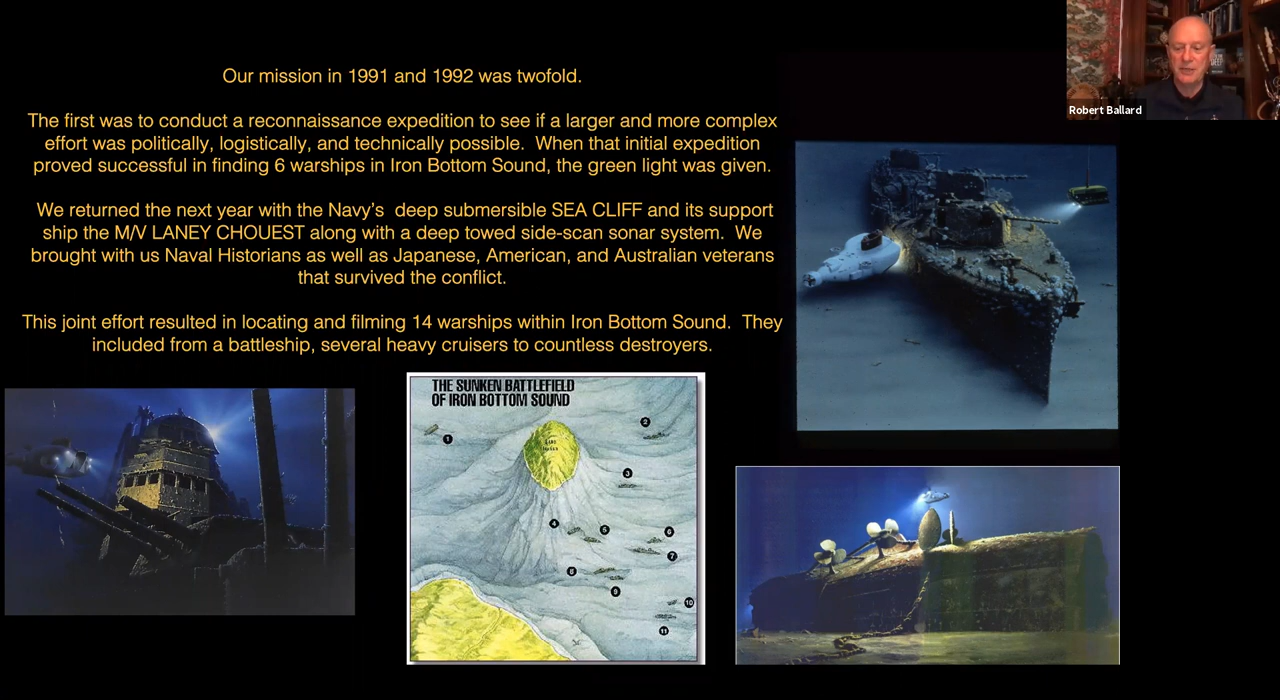 Our mission in 1991 and 1992 was twofold.
The first was to conduct a reconnaissance expedition to see if a larger and more complex
effort was politically, logistically, and technically possible. When that initial expedition
proved successful in finding 6 warships in Iron Bottom Sound, the green light was given.
We returned the next year with the Navy's deep submersible SEA CLIFF and its support
ship the M/V LANEY CHOUEST along with a deep towed side-scan sonar system. We
brought with us Naval Historians as well as Japanese, American, and Australian veterans
that survived the conflict.
This joint effort resulted in locating and filming 14 warships within Iron Bottom Sound. They
included from a battleship, several heavy cruisers to countless destroyers.
Robert Ballard
THE SUNKEN BATTLEFIELD
OF IRON BOTTOM SOUND
1
2
3
4
5
6
7
8
9
10
11